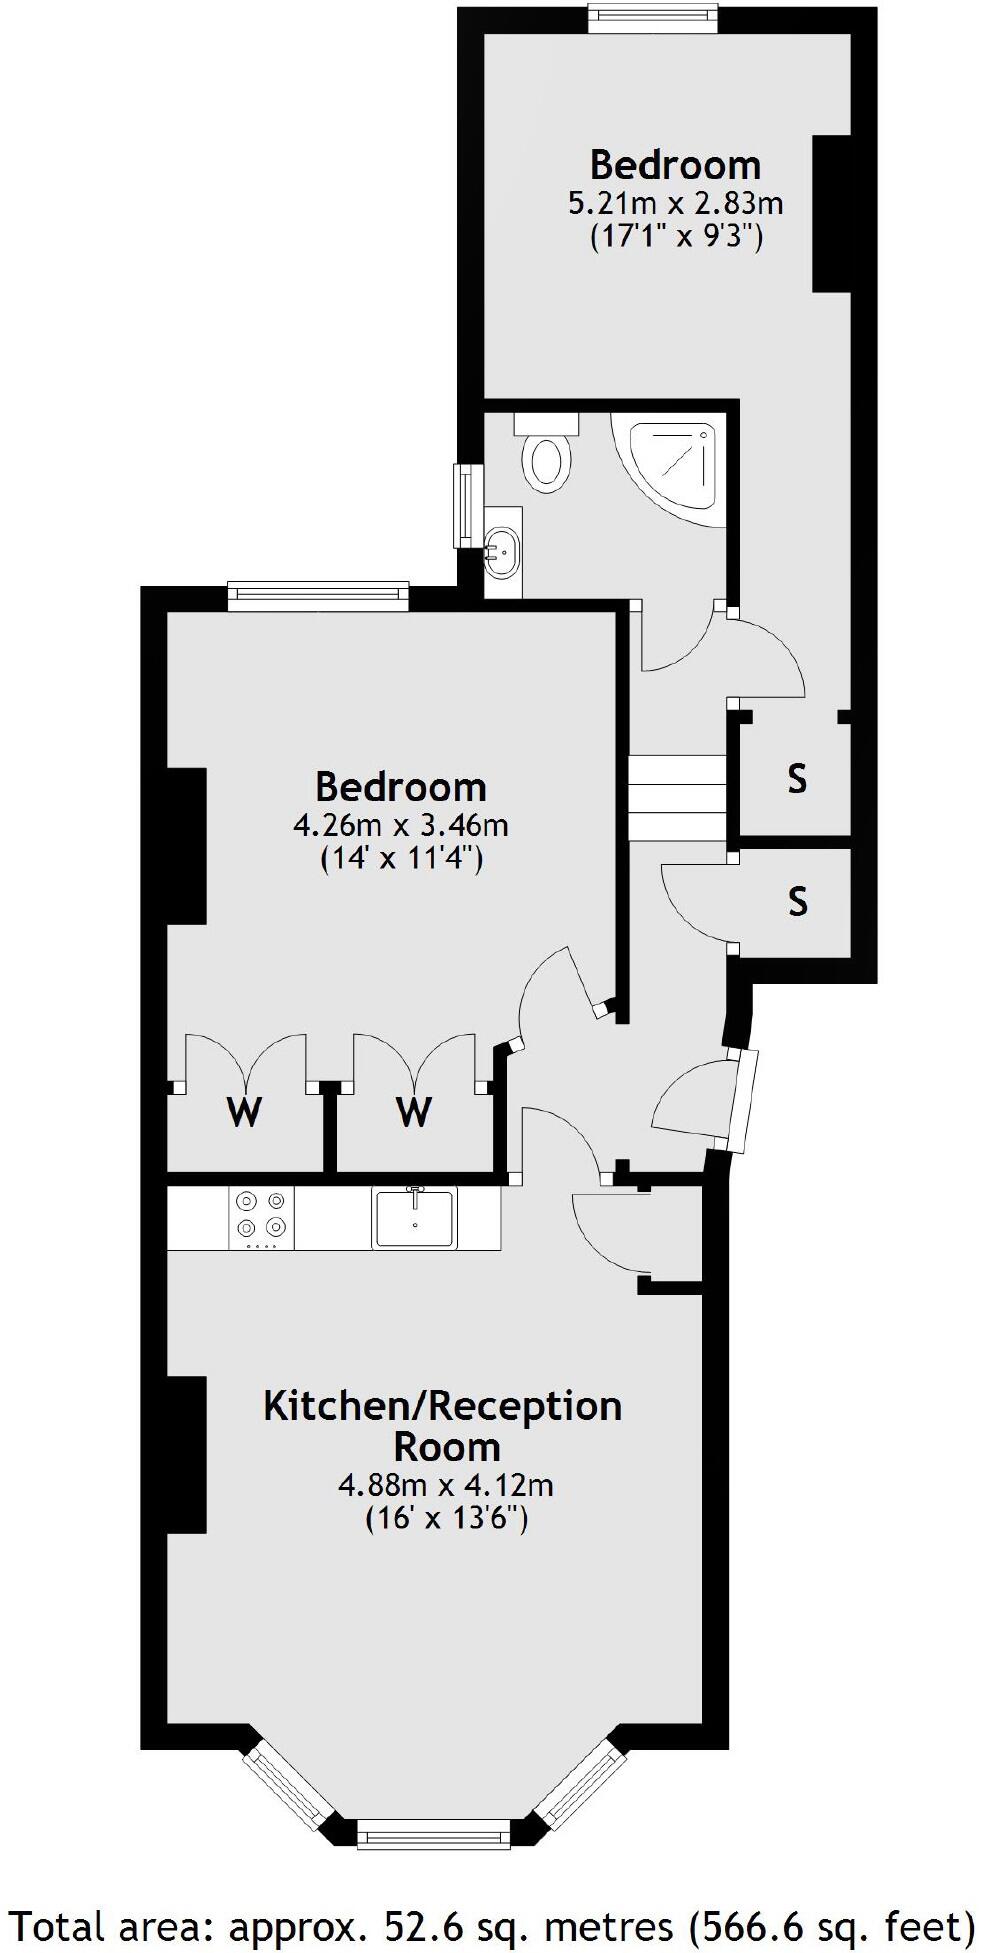 Bedroom
5.21m x 2.83m
(17'1" x 9'3")
Bedroom
4.26m x 3.46m
(14' x 11'4")
S
S
W
W
Kitchen/Reception
Room
4.88m x 4.12m
(16' x 13'6")
Total area: approx. 52.6 sq. metres (566.6 sq. feet)